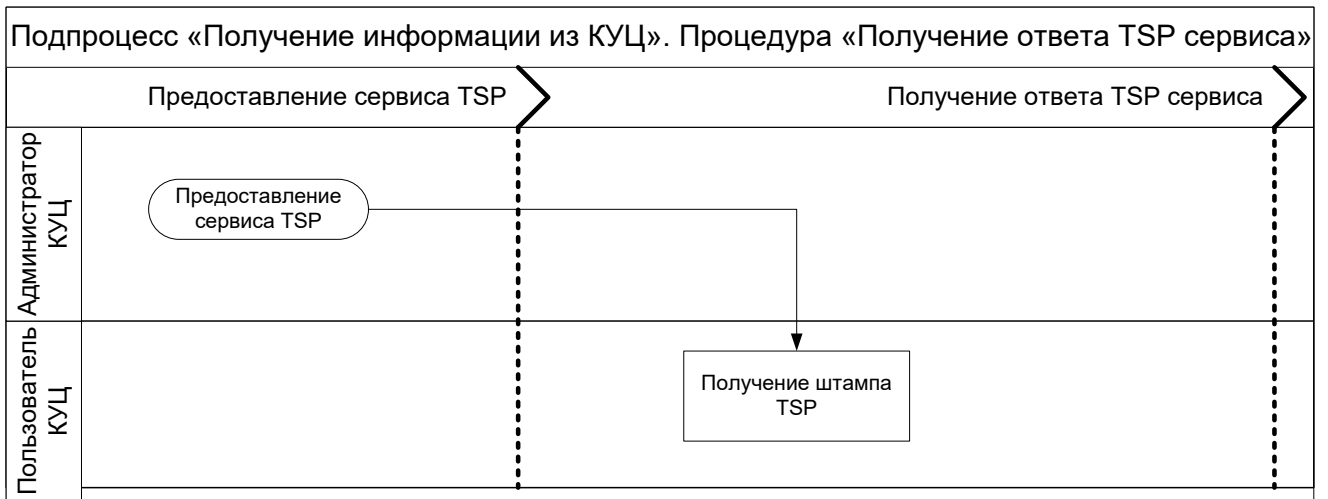 Подпроцесс «Получение информации из КУЦ». Процедура «Получение ответа TSP сервиса»
Предоставление сервиса TSP
Получение ответа TSP сервиса
Администратор
КУЦ
Предоставление
сервиса TSP
Пользователь
КУЦ
Получение штампа
TSP